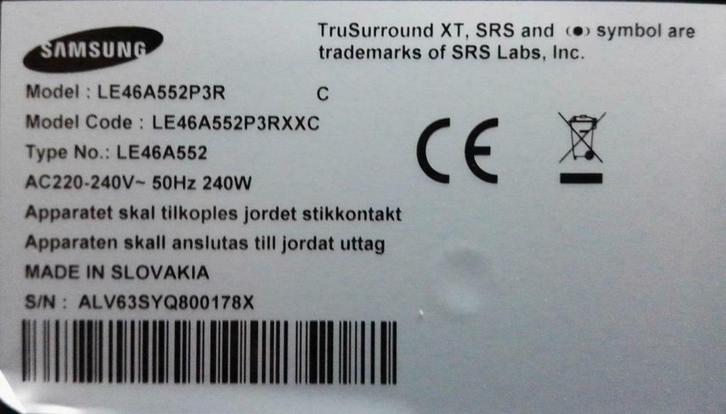 SAMSUNG
TruSurround XT, SRS and (●) symbol are
trademarks of SRS Labs, Inc.
Model : LE46A552P3R C
Model Code : LE46A552P3RXXC
Type No.: LE46A552
AC220-240V~ 50Hz 240W
Apparatet skal tilkoples jordet stikkontakt
Apparaten skall anslutas till jordat uttag
MADE IN SLOVAKIA
S/N : ALV63SYQ800178X
CE